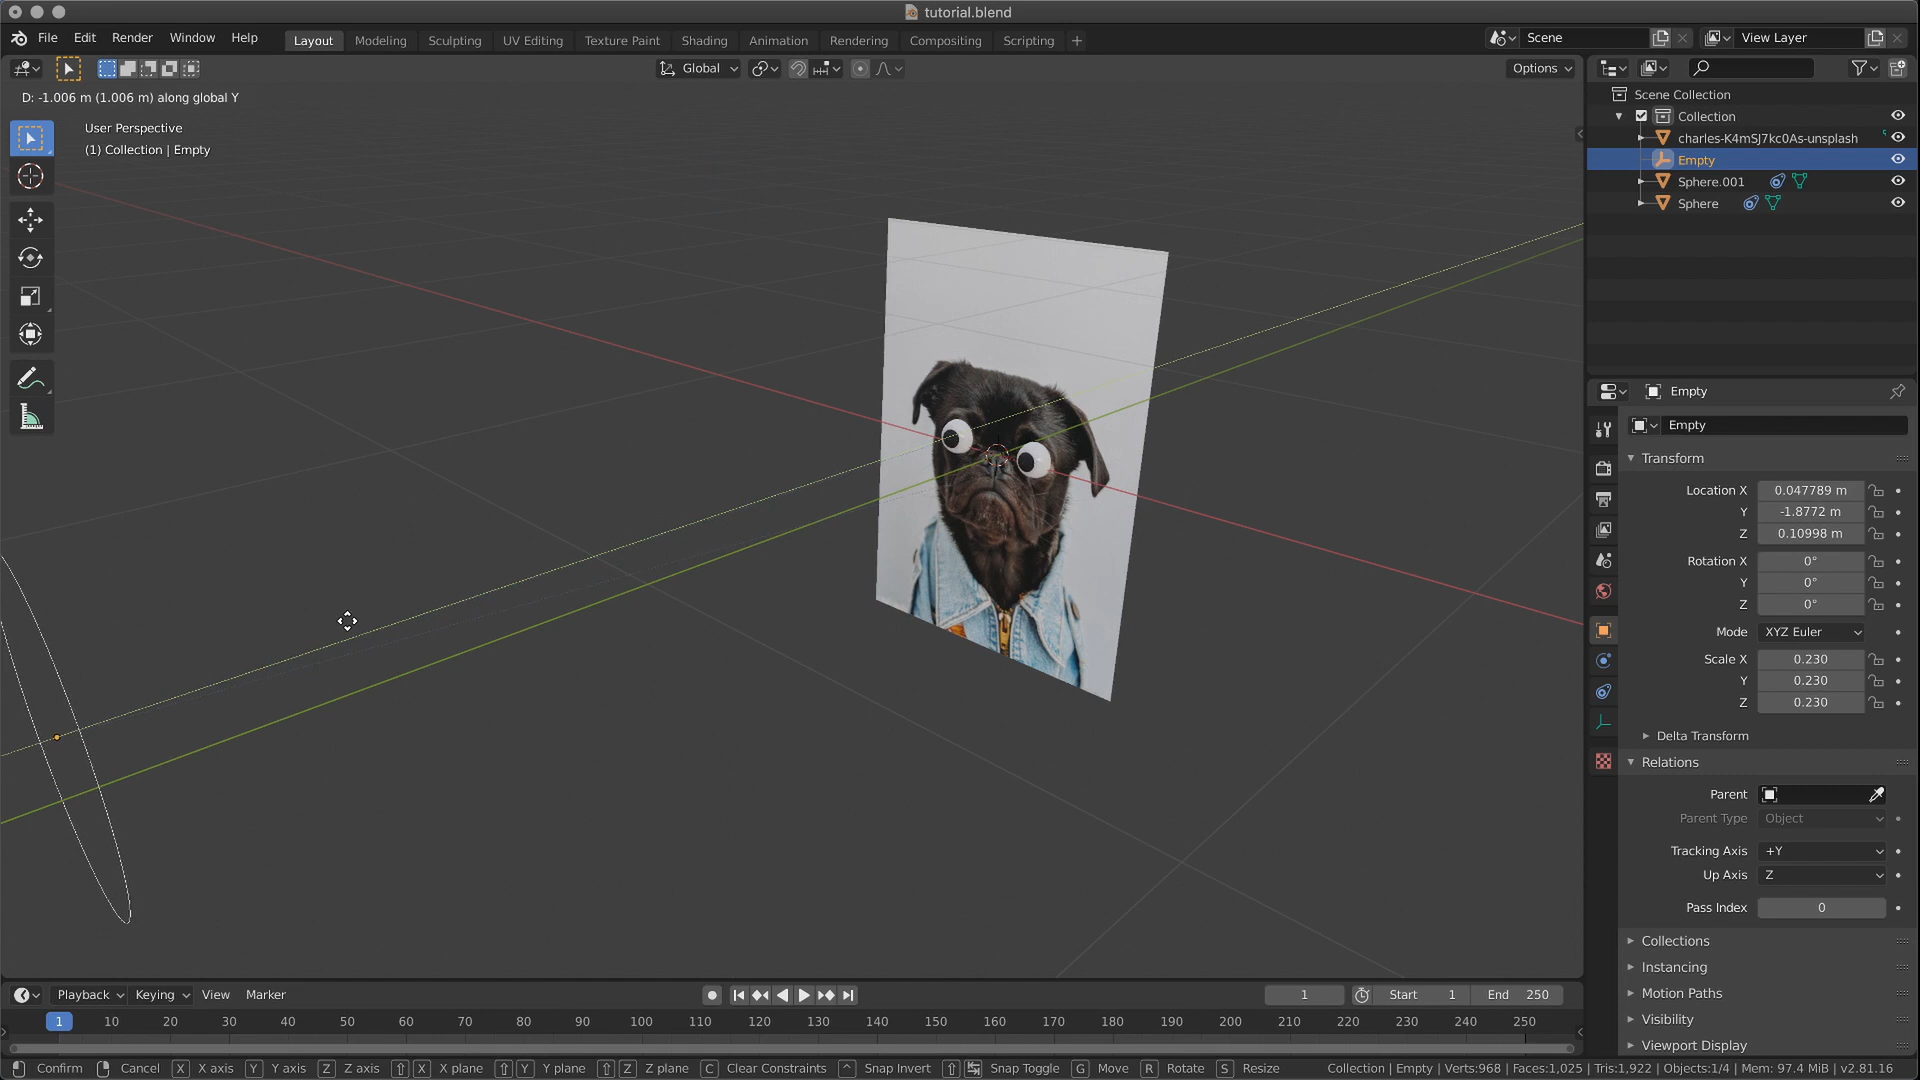 tutorial.blend
File Edit Render Window Help
Layout Modeling Sculpting UV Editing Texture Paint Shading Animation Rendering Compositing Scripting +
Scene
View Layer
Global
Options
D: -1.006 m (1.006 m) along global Y
User Perspective
(1) Collection | Empty
Scene Collection
Collection
charles-K4mSJ7kc0As-unsplash
Empty
Sphere.001
Sphere
Empty
Empty
Transform
Location X 0.047789 m
Y -1.8772 m
Z 0.10998 m
Rotation X 0°
Y 0°
Z 0°
Mode XYZ Euler
Scale X 0.230
Y 0.230
Z 0.230
Delta Transform
Relations
Parent
Parent Type Object
Tracking Axis +Y
Up Axis Z
Pass Index 0
Collections
Instancing
Motion Paths
Visibility
Viewport Display
Playback Keying View Marker
1 Start 1 End 250
1 10 20 30 40 50 60 70 80 90 100 110 120 130 140 150 160 170 180 190 200 210 220 230 240 250
Confirm Cancel X X axis Y Y axis Z Z axis X X plane Y Y plane Z Z plane C Clear Constraints ^ Snap Invert Snap Toggle G Move R Rotate S Resize Collection | Empty | Verts:968 | Faces:1,025 | Tris:1,922 | Objects:1/4 | Mem: 97.4 MiB | v2.81.16